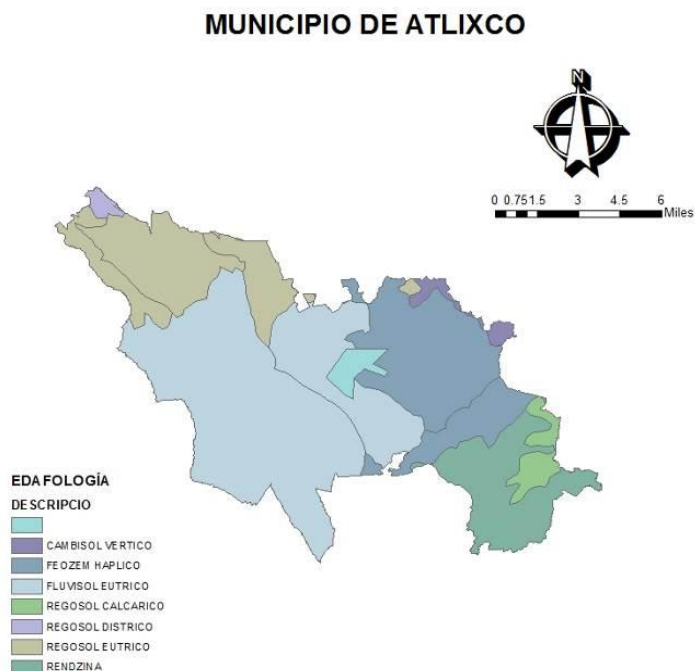 MUNICIPIO DE ATLIXCO
N
0 0.75 1.5 3 4.5 6
Miles
EDAFOLOGÍA
DESCRIPCIO
CAMBISOL VERTICO
FEOZEM HAPLICO
FLUVISOL EUTRICO
REGOSOL CALCARICO
REGOSOL DISTRICO
REGOSOL EUTRICO
RENDZINA